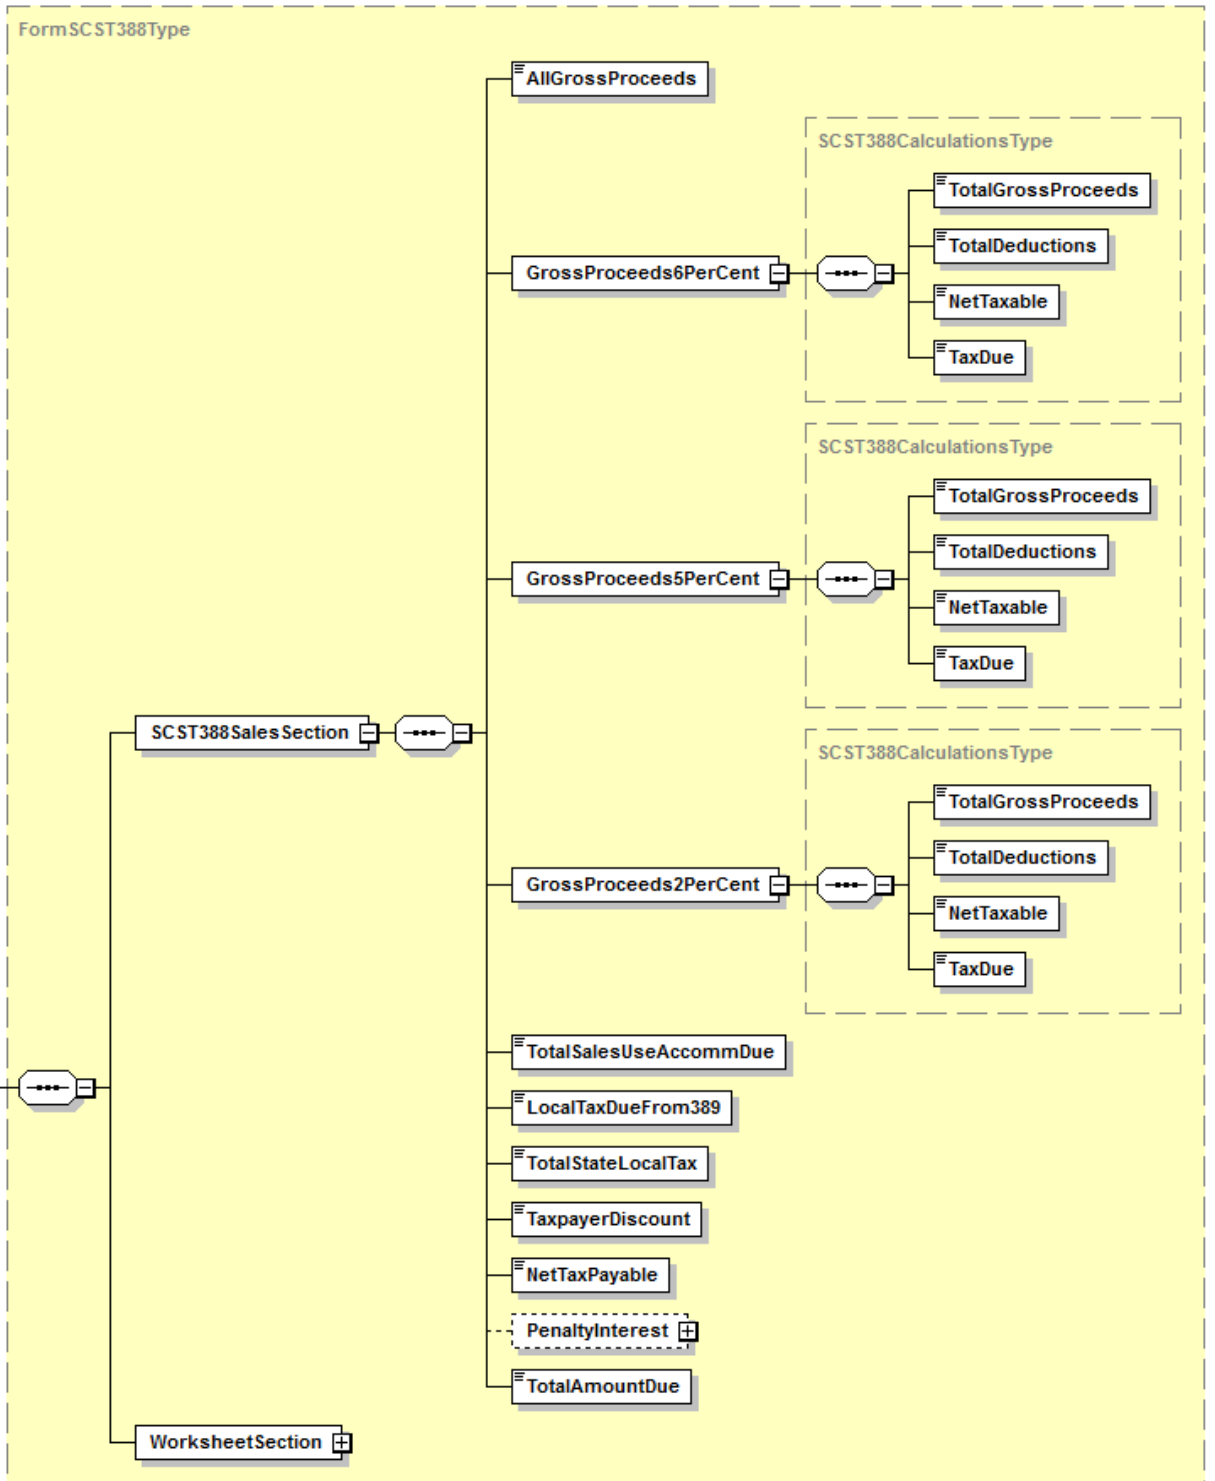 FormSCST388Type
AllGrossProceeds
SCST388CalculationsType
TotalGrossProceeds
TotalDeductions
GrossProceeds6PerCent
NetTaxable
TaxDue
SCST388CalculationsType
TotalGrossProceeds
TotalDeductions
GrossProceeds5PerCent
NetTaxable
TaxDue
SCST388SalesSection
SCST388CalculationsType
TotalGrossProceeds
TotalDeductions
GrossProceeds2PerCent
NetTaxable
TaxDue
TotalSalesUseAccommDue
LocalTaxDueFrom389
TotalStateLocalTax
TaxpayerDiscount
NetTaxPayable
PenaltyInterest
TotalAmountDue
WorksheetSection